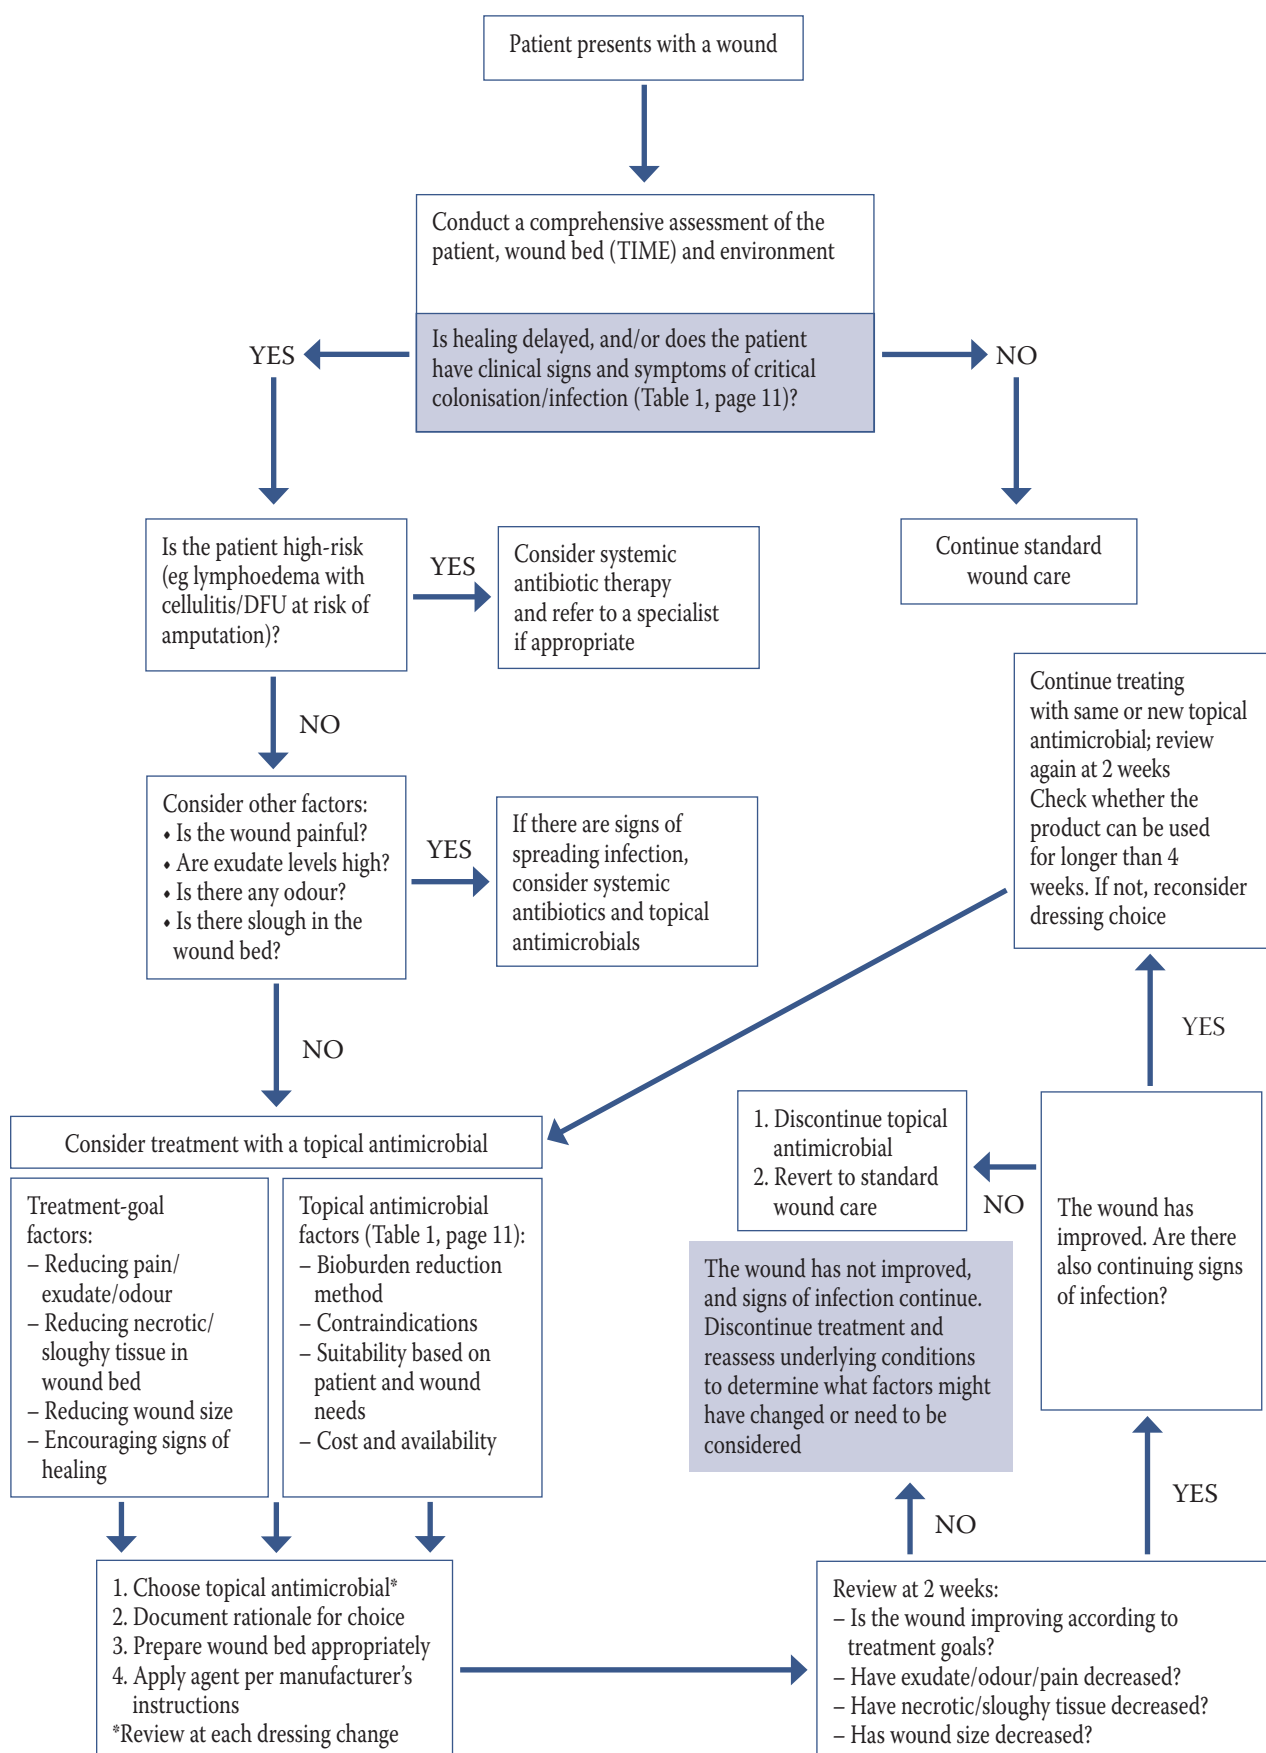 Patient presents with a wound
Conduct a comprehensive assessment of the
patient, wound bed (TIME) and environment
Is healing delayed, and/or does the patient
have clinical signs and symptoms of critical
colonisation/infection (Table 1, page 11)?
YES
NO
Is the patient high-risk
(eg lymphoedema with
cellulitis/DFU at risk of
amputation)?
YES
Consider systemic
antibiotic therapy
and refer to a specialist
if appropriate
Continue standard
wound care
NO
Consider other factors:
• Is the wound painful?
• Are exudate levels high?
• Is there any odour?
• Is there slough in the
wound bed?
YES
If there are signs of
spreading infection,
consider systemic
antibiotics and topical
antimicrobials
Continue treating
with same or new topical
antimicrobial; review
again at 2 weeks
Check whether the
product can be used
for longer than 4
weeks. If not, reconsider
dressing choice
NO
YES
Consider treatment with a topical antimicrobial
Treatment-goal
factors:
– Reducing pain/
exudate/odour
– Reducing necrotic/
sloughy tissue in
wound bed
– Reducing wound size
– Encouraging signs of
healing
Topical antimicrobial
factors (Table 1, page 11):
– Bioburden reduction
method
– Contraindications
– Suitability based on
patient and wound
needs
– Cost and availability
1. Discontinue topical
antimicrobial
2. Revert to standard
wound care
NO
The wound has
improved. Are there
also continuing signs
of infection?
The wound has not improved,
and signs of infection continue.
Discontinue treatment and
reassess underlying conditions
to determine what factors might
have changed or need to be
considered
NO
YES
1. Choose topical antimicrobial*
2. Document rationale for choice
3. Prepare wound bed appropriately
4. Apply agent per manufacturer’s
instructions
*Review at each dressing change
Review at 2 weeks:
– Is the wound improving according to
treatment goals?
– Have exudate/odour/pain decreased?
– Have necrotic/sloughy tissue decreased?
– Has wound size decreased?